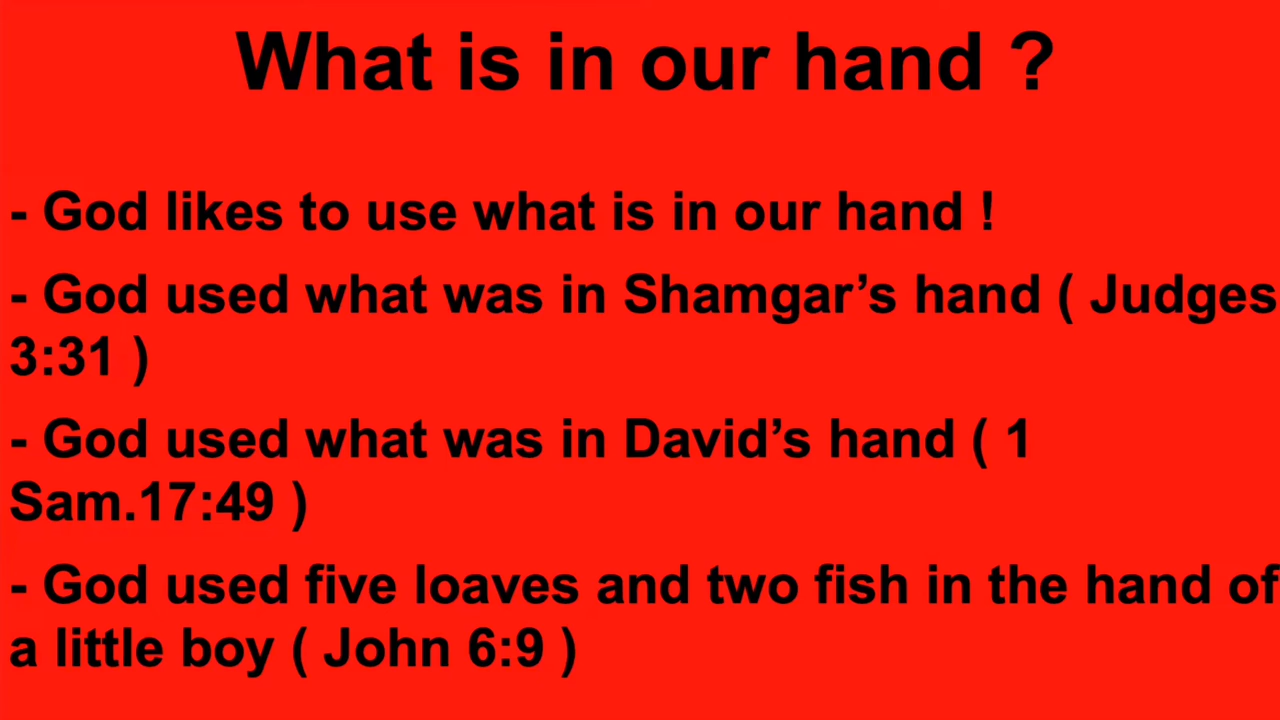 What is in our hand ?
- God likes to use what is in our hand !
- God used what was in Shamgar’s hand ( Judges
3:31 )
- God used what was in David’s hand ( 1
Sam.17:49 )
- God used five loaves and two fish in the hand of
a little boy ( John 6:9 )